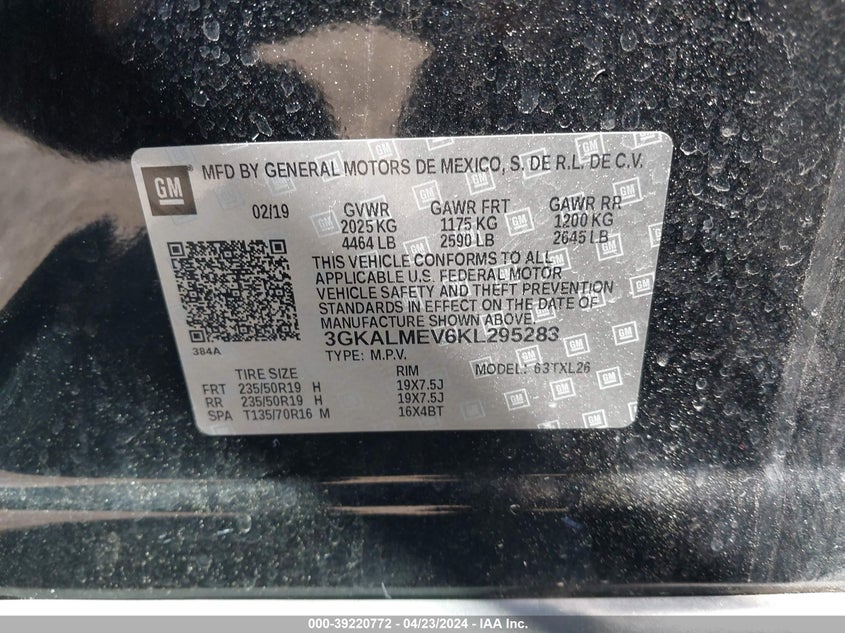 GM
MFD BY GENERAL MOTORS DE MEXICO, S. DE R.L. DE C.V.
02/19 GVWR GAWR FRT GAWR RR
2025 KG 1175 KG 1200 KG
4464 LB 2590 LB 2645 LB
THIS VEHICLE CONFORMS TO ALL
APPLICABLE U.S. FEDERAL MOTOR
VEHICLE SAFETY AND THEFT PREVENTION
STANDARDS IN EFFECT ON THE DATE OF
MANUFACTURE SHOWN ABOVE.
3GKALMEV6KL295283
384A
TYPE: M.P.V. MODEL: 63TXL26
TIRE SIZE RIM
FRT 235/50R19 H 19X7.5J
RR 235/50R19 H 19X7.5J
SPA T135/70R16 M 16X4BT
000-39220772 - 04/23/2024 - IAA Inc.